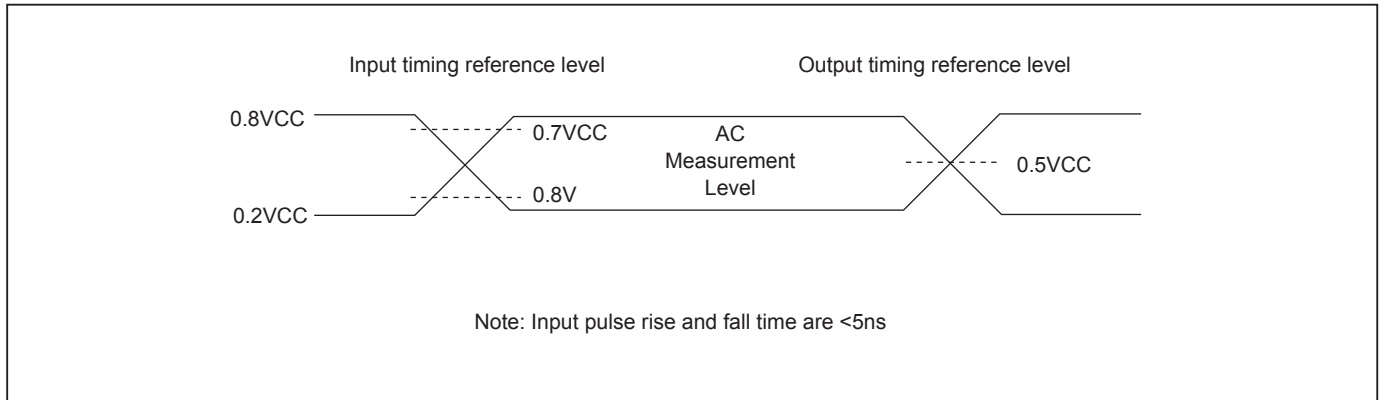 Input timing reference level
Output timing reference level
0.8VCC
0.7VCC
AC
Measurement
Level
0.5VCC
0.8V
0.2VCC
Note: Input pulse rise and fall time are <5ns